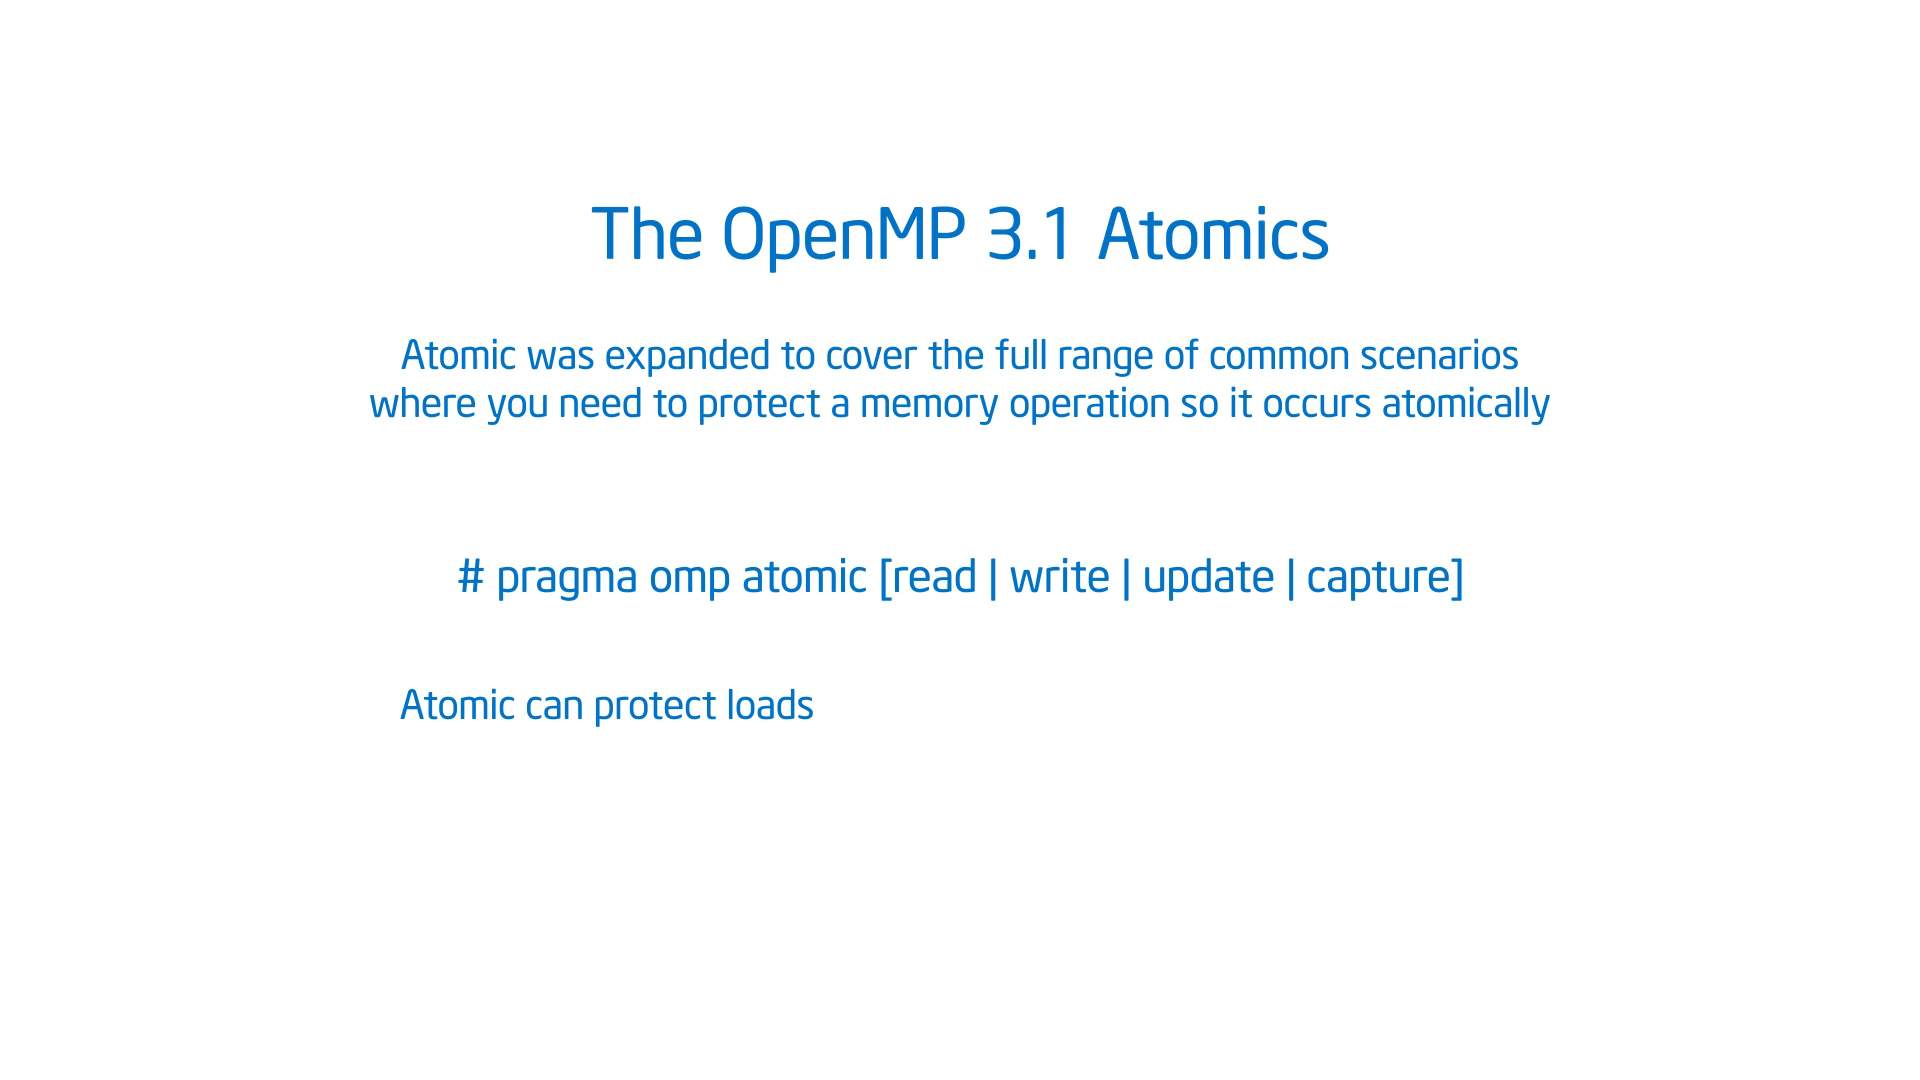 The OpenMP 3.1 Atomics
Atomic was expanded to cover the full range of common scenarios
where you need to protect a memory operation so it occurs atomically
# pragma omp atomic [read | write | update | capture]
Atomic can protect loads